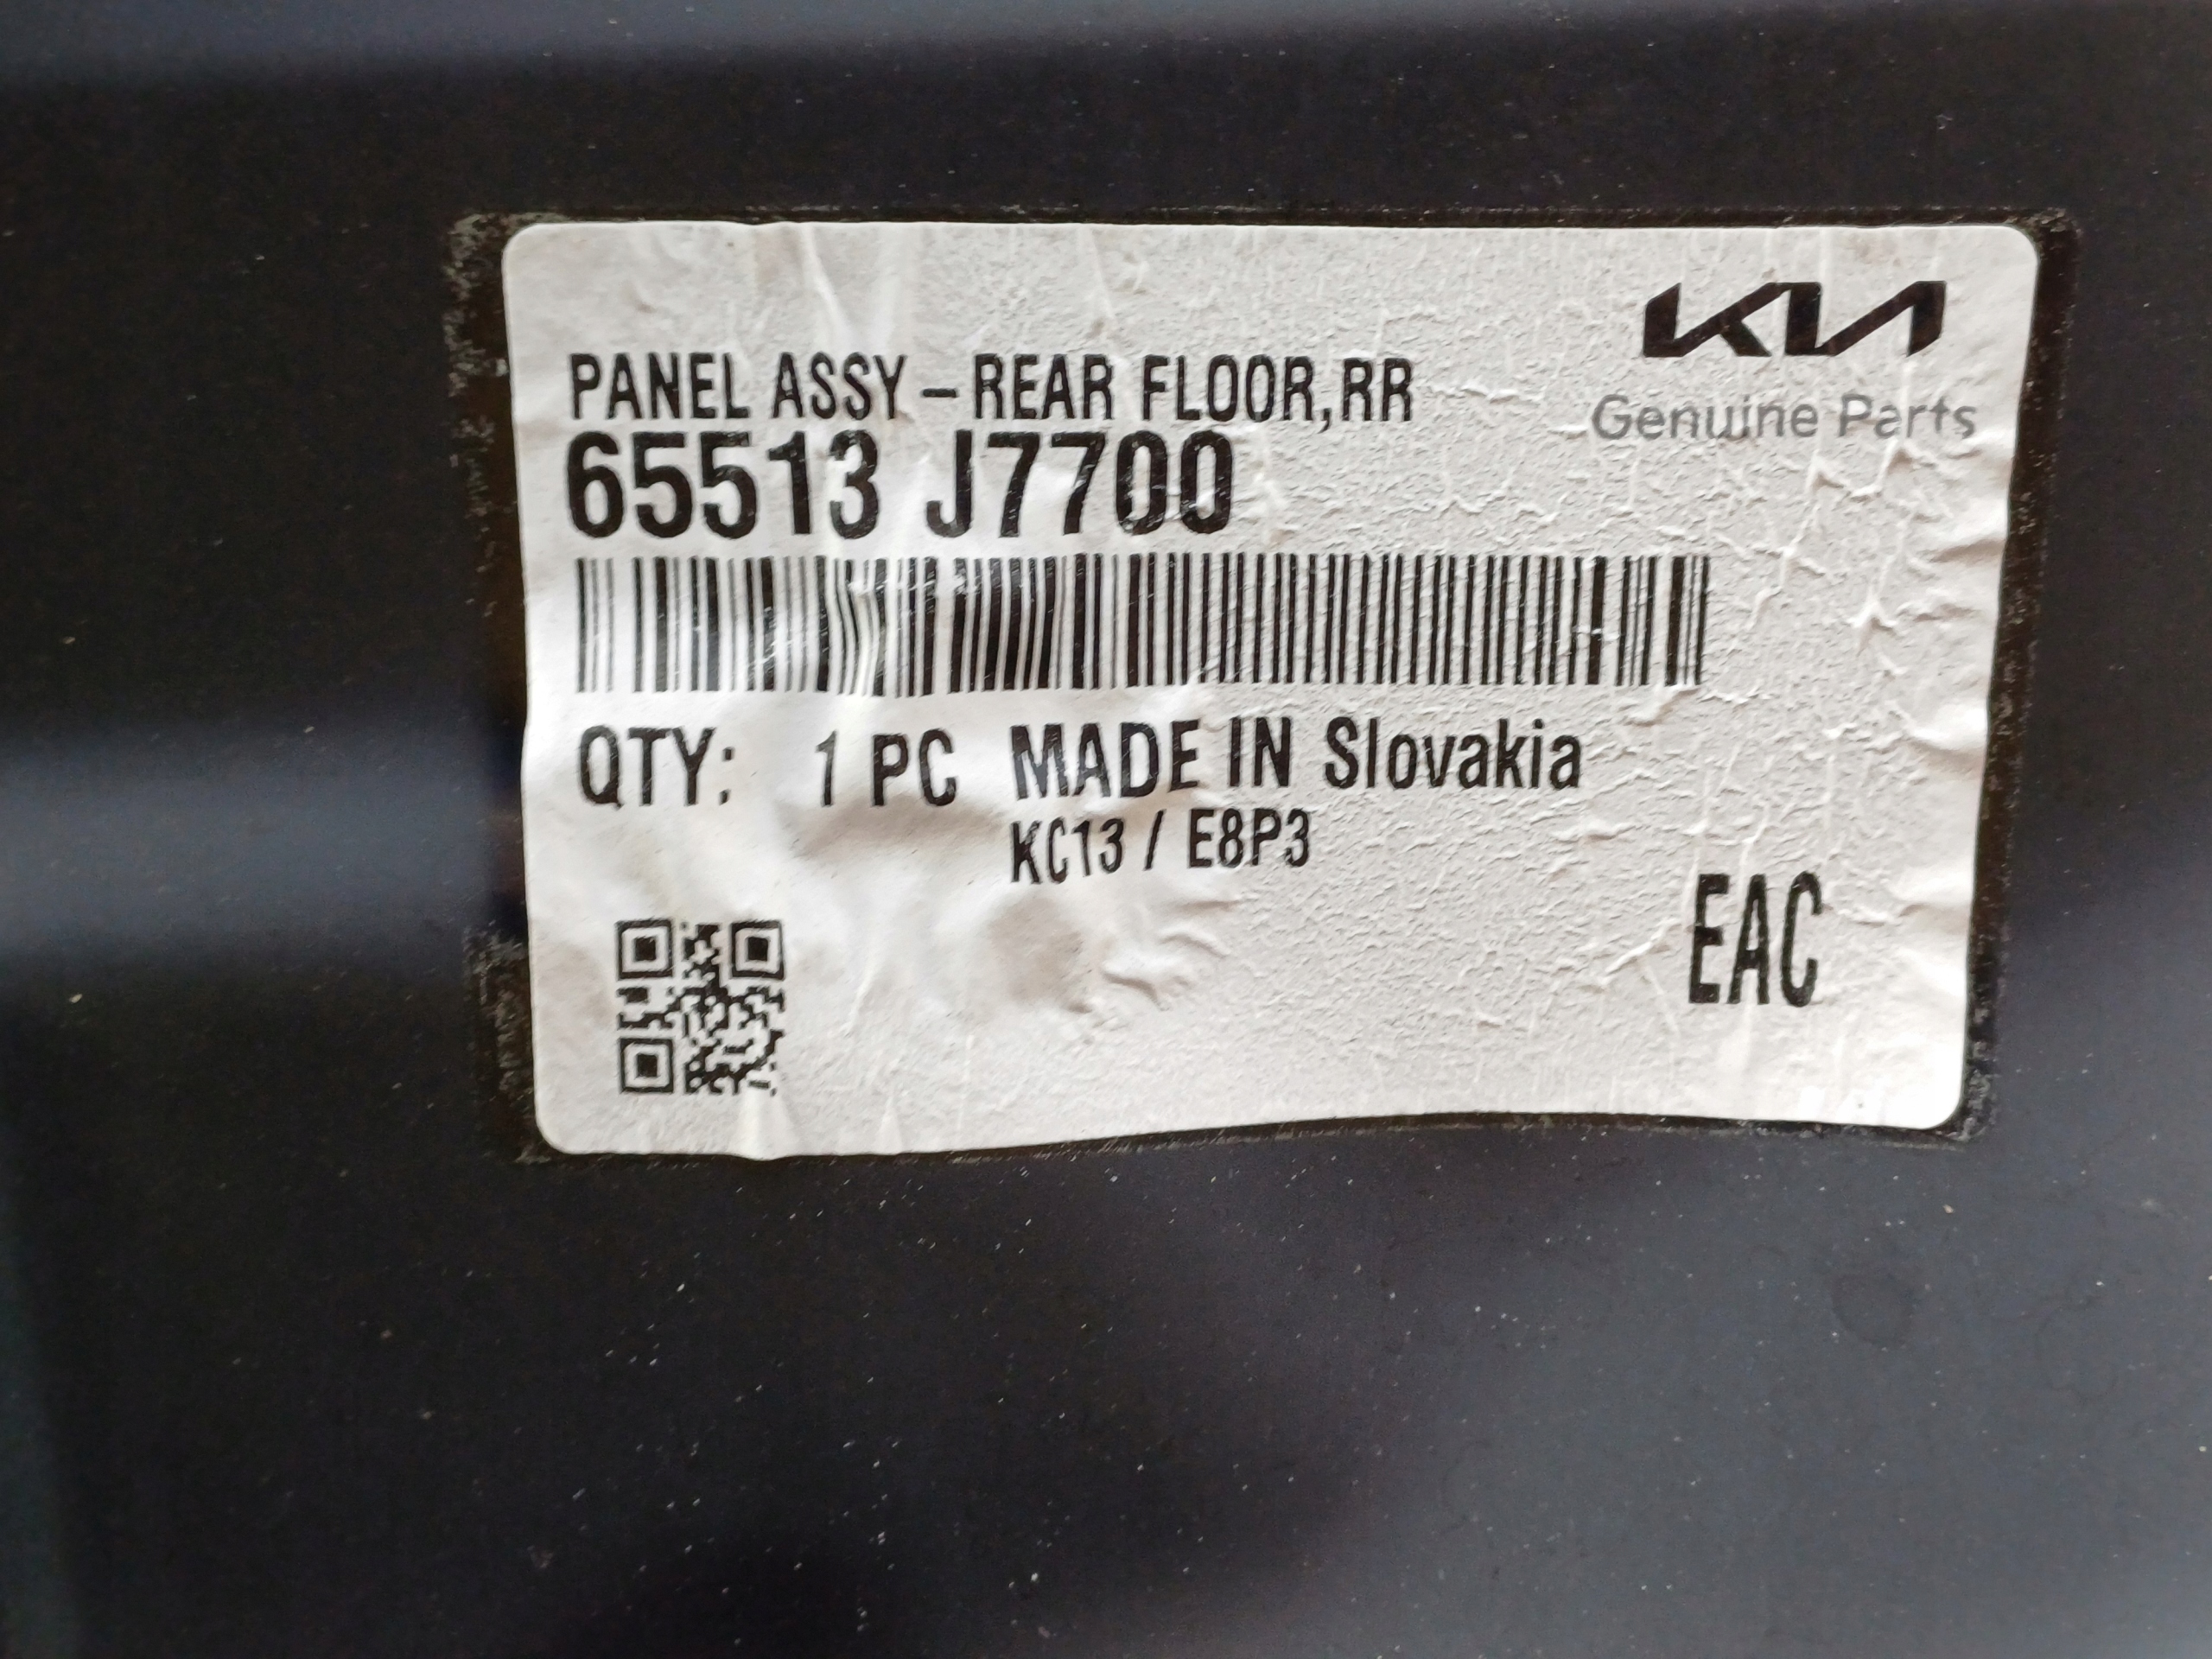 KIA
Genuine Parts
PANEL ASSY-REAR FLOOR,RR
65513 J7700
QTY: 1 PC MADE IN Slovakia
KC13 / E8P3
EAC